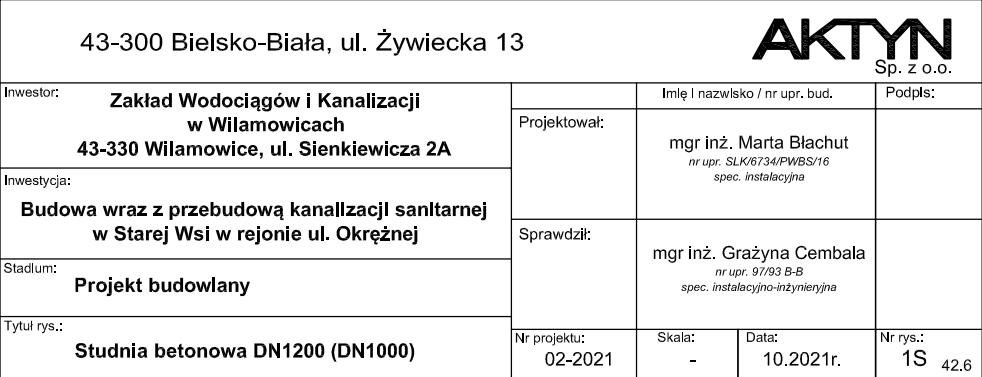 43-300 Bielsko-Biała, ul. Żywiecka 13
AKTYN
Sp. z o.o.
Inwestor:
Zakład Wodociągów i Kanalizacji
w Wilamowicach
43-330 Wilamowice, ul. Sienkiewicza 2A
Inwestycja:
Budowa wraz z przebudową kanalizacji sanitarnej
w Starej Wsi w rejonie ul. Okrężnej
Stadium:
Projekt budowlany
Tytuł rys.:
Studnia betonowa DN1200 (DN1000)
Imię i nazwisko / nr upr. bud.
Podpis:
Projektował:
mgr inż. Marta Błachut
nr upr. SLK/6734/PWBS/16
spec. instalacyjna
Sprawdził:
mgr inż. Grażyna Cembala
nr upr. 97/93 B-B
spec. instalacyjno-inżynieryjna
Nr projektu:
02-2021
Skala:
-
Data:
10.2021r.
Nr rys.:
1S
42.6